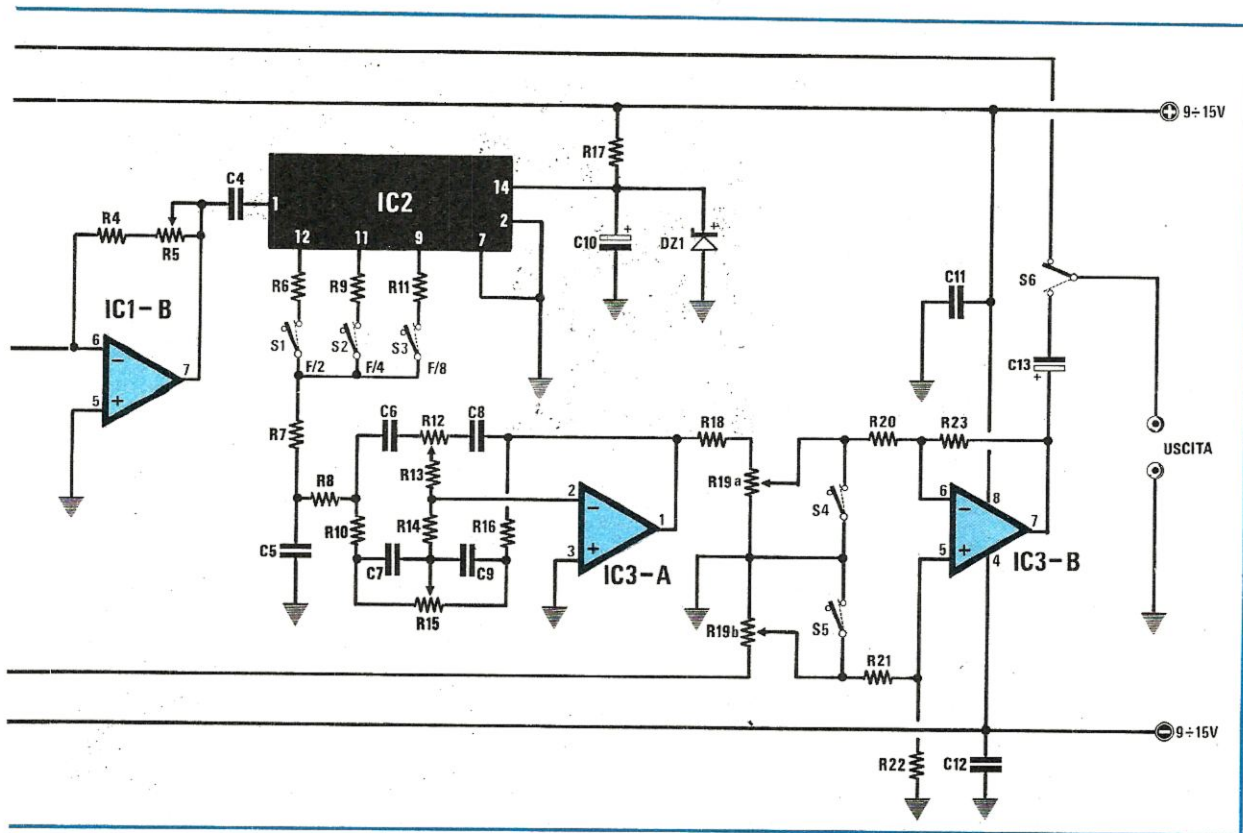 9÷15V
R17
C4
1
IC2
14
2
7
12
11
9
R4
R5
C10
+
DZ1
+
C11
S6
R6
R9
R11
IC1-B
6
-
7
5
+
S1
S2
S3
F/2
F/4
F/8
C13
+
R7
C6
R12
C8
R18
R20
R23
USCITA
R13
R8
R19a
2
-
1
3
+
6
-
8
7
5
+
4
R10
R14
R16
S4
C5
C7
C9
IC3-A
IC3-B
R15
R19b
S5
R21
9÷15V
R22
C12